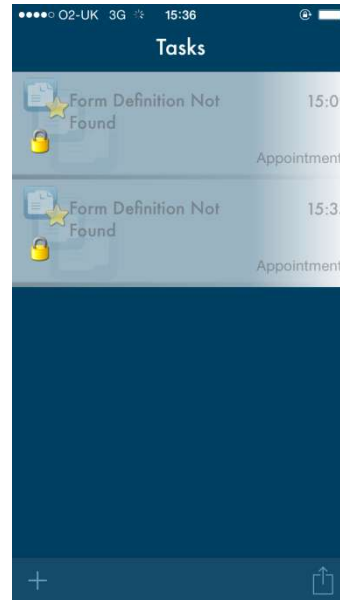 O2-UK 3G 15:36
Tasks
Form Definition Not
Found
15:0
Appointment
Form Definition Not
Found
15:3
Appointment